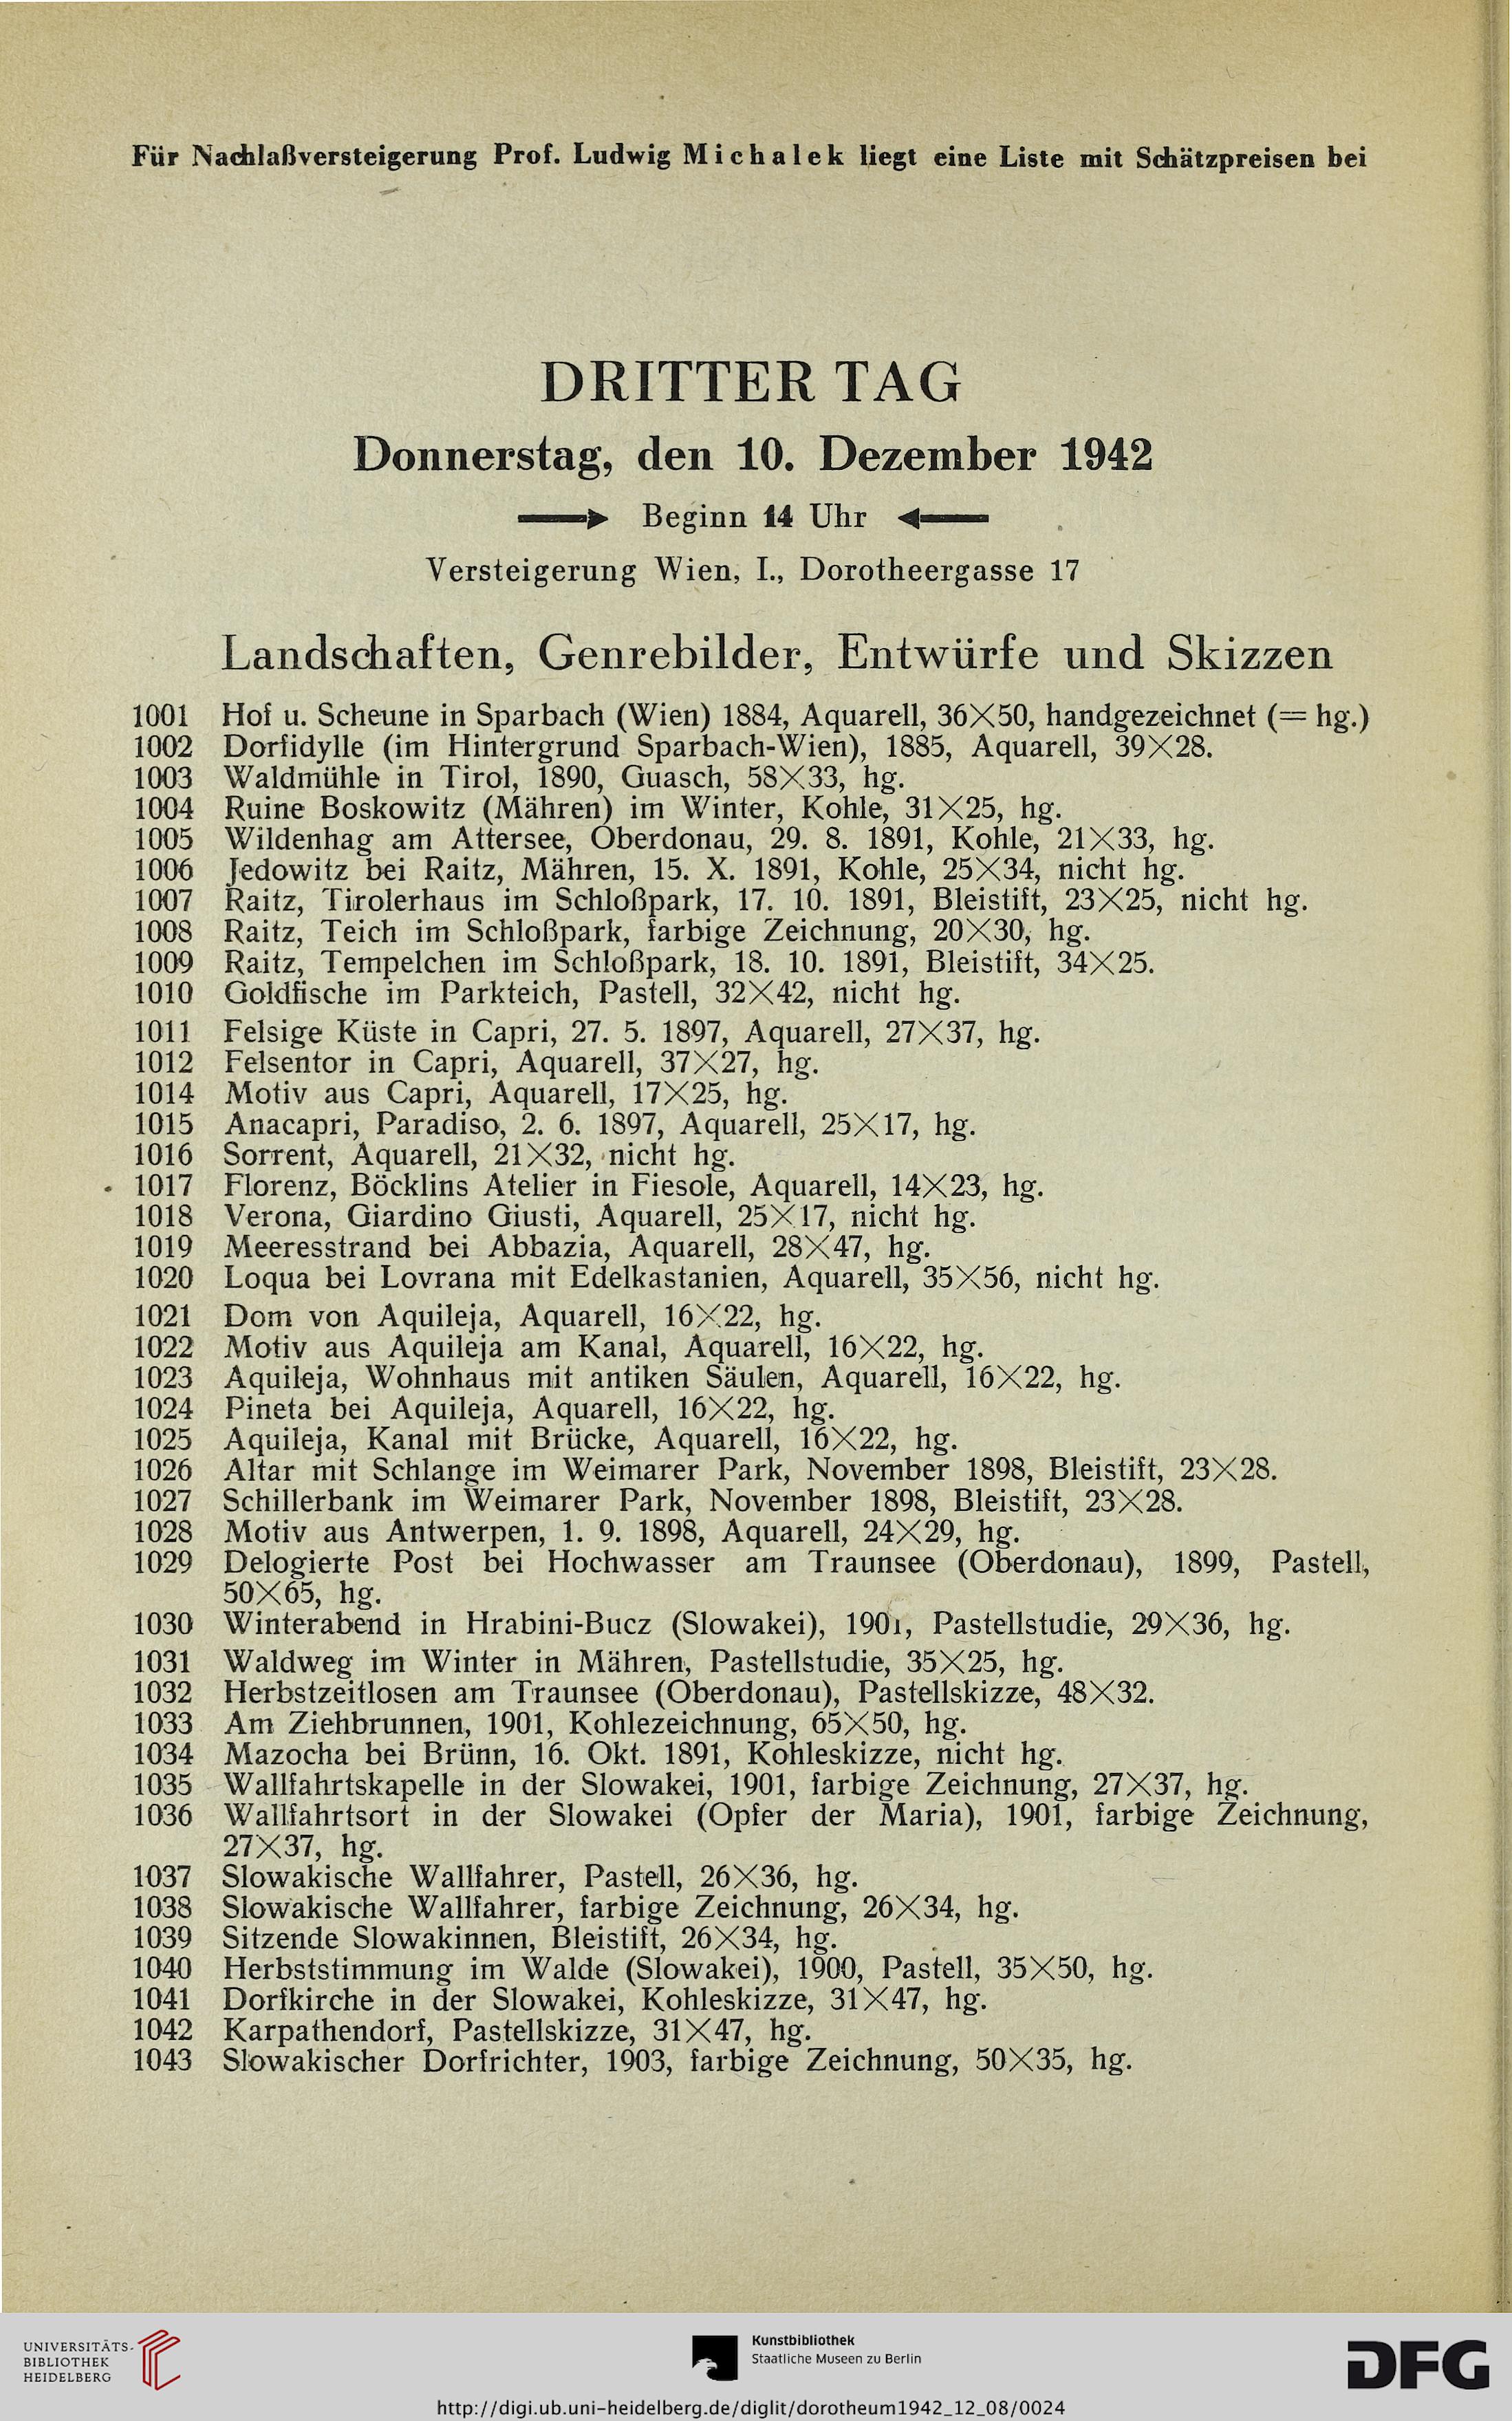 Für Nachlaßversteigerung Prof. Ludwig Michalek liegt eine Liste mit Schätzpreisen bei
DRITTER TAG
Donnerstag, den 10. Dezember 1942
Beginn 14 Uhr
Versteigerung Wien, I., Dorotheergasse 17
Landschaften, Genrebilder, Entwürfe und Skizzen
1001 Hof u. Scheune in Sparbach (Wien) 1884, Aquarell, 36×50, handgezeichnet (= hg.)
1002 Dorfidylle (im Hintergrund Sparbach-Wien), 1885, Aquarell, 39×28.
1003 Waldmühle in Tirol, 1890, Guasch, 58×33, hg.
1004 Ruine Boskowitz (Mähren) im Winter, Kohle, 31×25, hg.
1005 Wildenhag am Attersee, Oberdonau, 29. 8. 1891, Kohle, 21×33, hg.
1006 Jedowitz bei Raitz, Mähren, 15. X. 1891, Kohle, 25×34, nicht hg.
1007 Raitz, Tirolerhaus im Schloßpark, 17. 10. 1891, Bleistift, 23×25, nicht hg.
1008 Raitz, Teich im Schloßpark, farbige Zeichnung, 20×30, hg.
1009 Raitz, Tempelchen im Schloßpark, 18. 10. 1891, Bleistift, 34×25.
1010 Goldfische im Parkteich, Pastell, 32×42, nicht hg.
1011 Felsige Küste in Capri, 27. 5. 1897, Aquarell, 27×37, hg.
1012 Felsentor in Capri, Aquarell, 37×27, hg.
1014 Motiv aus Capri, Aquarell, 17×25, hg.
1015 Anacapri, Paradiso, 2. 6. 1897, Aquarell, 25×17, hg.
1016 Sorrent, Aquarell, 21×32, nicht hg.
1017 Florenz, Böcklins Atelier in Fiesole, Aquarell, 14×23, hg.
1018 Verona, Giardino Giusti, Aquarell, 25×17, nicht hg.
1019 Meeresstrand bei Abbazia, Aquarell, 28×47, hg.
1020 Loqua bei Lovrana mit Edelkastanien, Aquarell, 35×56, nicht hg.
1021 Dom von Aquileja, Aquarell, 16×22, hg.
1022 Motiv aus Aquileja am Kanal, Aquarell, 16×22, hg.
1023 Aquileja, Wohnhaus mit antiken Säulen, Aquarell, 16×22, hg.
1024 Pineta bei Aquileja, Aquarell, 16×22, hg.
1025 Aquileja, Kanal mit Brücke, Aquarell, 16×22, hg.
1026 Altar mit Schlange im Weimarer Park, November 1898, Bleistift, 23×28.
1027 Schillerbank im Weimarer Park, November 1898, Bleistift, 23×28.
1028 Motiv aus Antwerpen, 1. 9. 1898, Aquarell, 24×29, hg.
1029 Delogierte Post bei Hochwasser am Traunsee (Oberdonau), 1899, Pastell,
50×65, hg.
1030 Winterabend in Hrabini-Bucz (Slowakei), 1901, Pastellstudie, 29×36, hg.
1031 Waldweg im Winter in Mähren, Pastellstudie, 35×25, hg.
1032 Herbstzeitlosen am Traunsee (Oberdonau), Pastellskizze, 48×32.
1033 Am Ziehbrunnen, 1901, Kohlezeichnung, 65×50, hg.
1034 Mazocha bei Brünn, 16. Okt. 1891, Kohleskizze, nicht hg.
1035 Wallfahrtskapelle in der Slowakei, 1901, farbige Zeichnung, 27×37, hg.
1036 Wallfahrtsort in der Slowakei (Opfer der Maria), 1901, farbige Zeichnung,
27×37, hg.
1037 Slowakische Wallfahrer, Pastell, 26×36, hg.
1038 Slowakische Wallfahrer, farbige Zeichnung, 26×34, hg.
1039 Sitzende Slowakinnen, Bleistift, 26×34, hg.
1040 Herbststimmung im Walde (Slowakei), 1900, Pastell, 35×50, hg.
1041 Dorfkirche in der Slowakei, Kohleskizze, 31×47, hg.
1042 Karpathendorf, Pastellskizze, 31×47, hg.
1043 Slowakischer Dorfrichter, 1903, farbige Zeichnung, 50×35, hg.
UNIVERSITÄTS-
BIBLIOTHEK
HEIDELBERG
Kunstbibliothek
Staatliche Museen zu Berlin
DFG
http://digi.ub.uni-heidelberg.de/diglit/dorotheum1942_12_08/0024